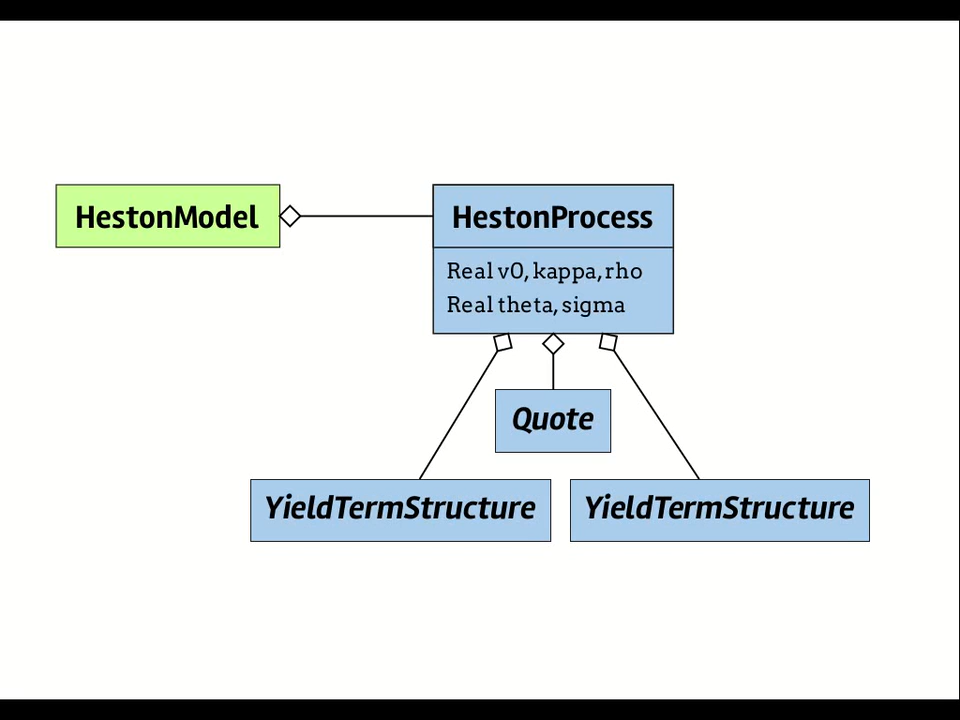 HestonModel
HestonProcess
Real v0, kappa, rho
Real theta, sigma
Quote
YieldTermStructure
YieldTermStructure